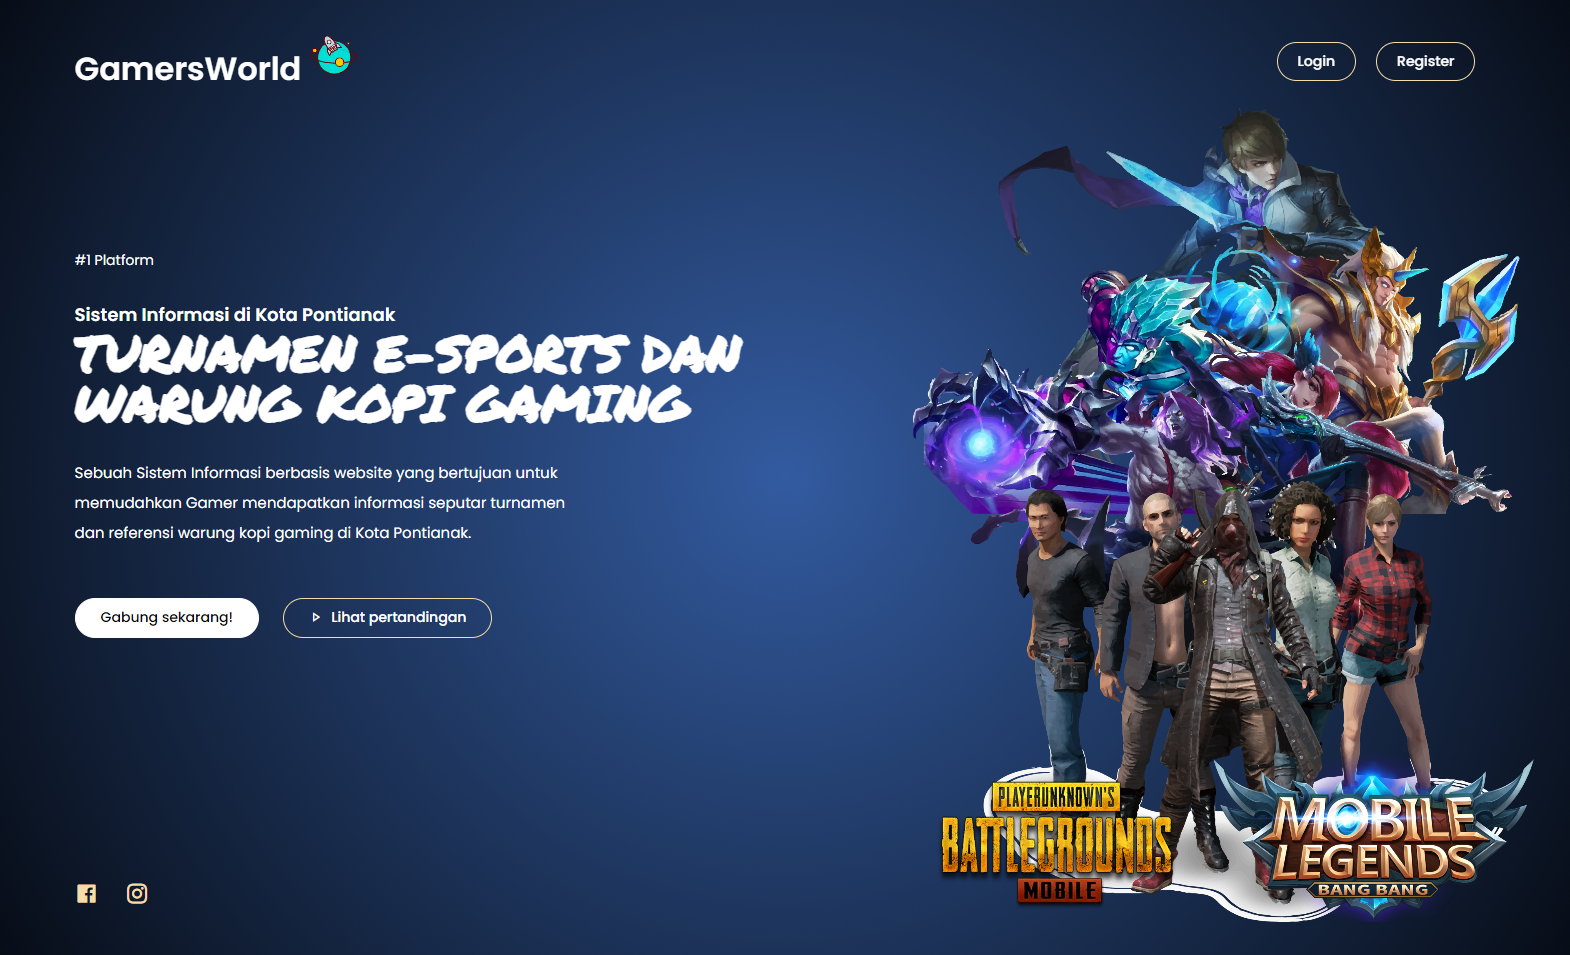 GamersWorld
Login
Register
#1 Platform
Sistem Informasi di Kota Pontianak
TURNAMEN E-SPORTS DAN
WARUNG KOPI GAMING
Sebuah Sistem Informasi berbasis website yang bertujuan untuk
memudahkan Gamer mendapatkan informasi seputar turnamen
dan referensi warung kopi gaming di Kota Pontianak.
Gabung sekarang!
Lihat pertandingan
PLAYERUNKNOWN'S
BATTLEGROUNDS
MOBILE
MOBILE
LEGENDS
BANG BANG